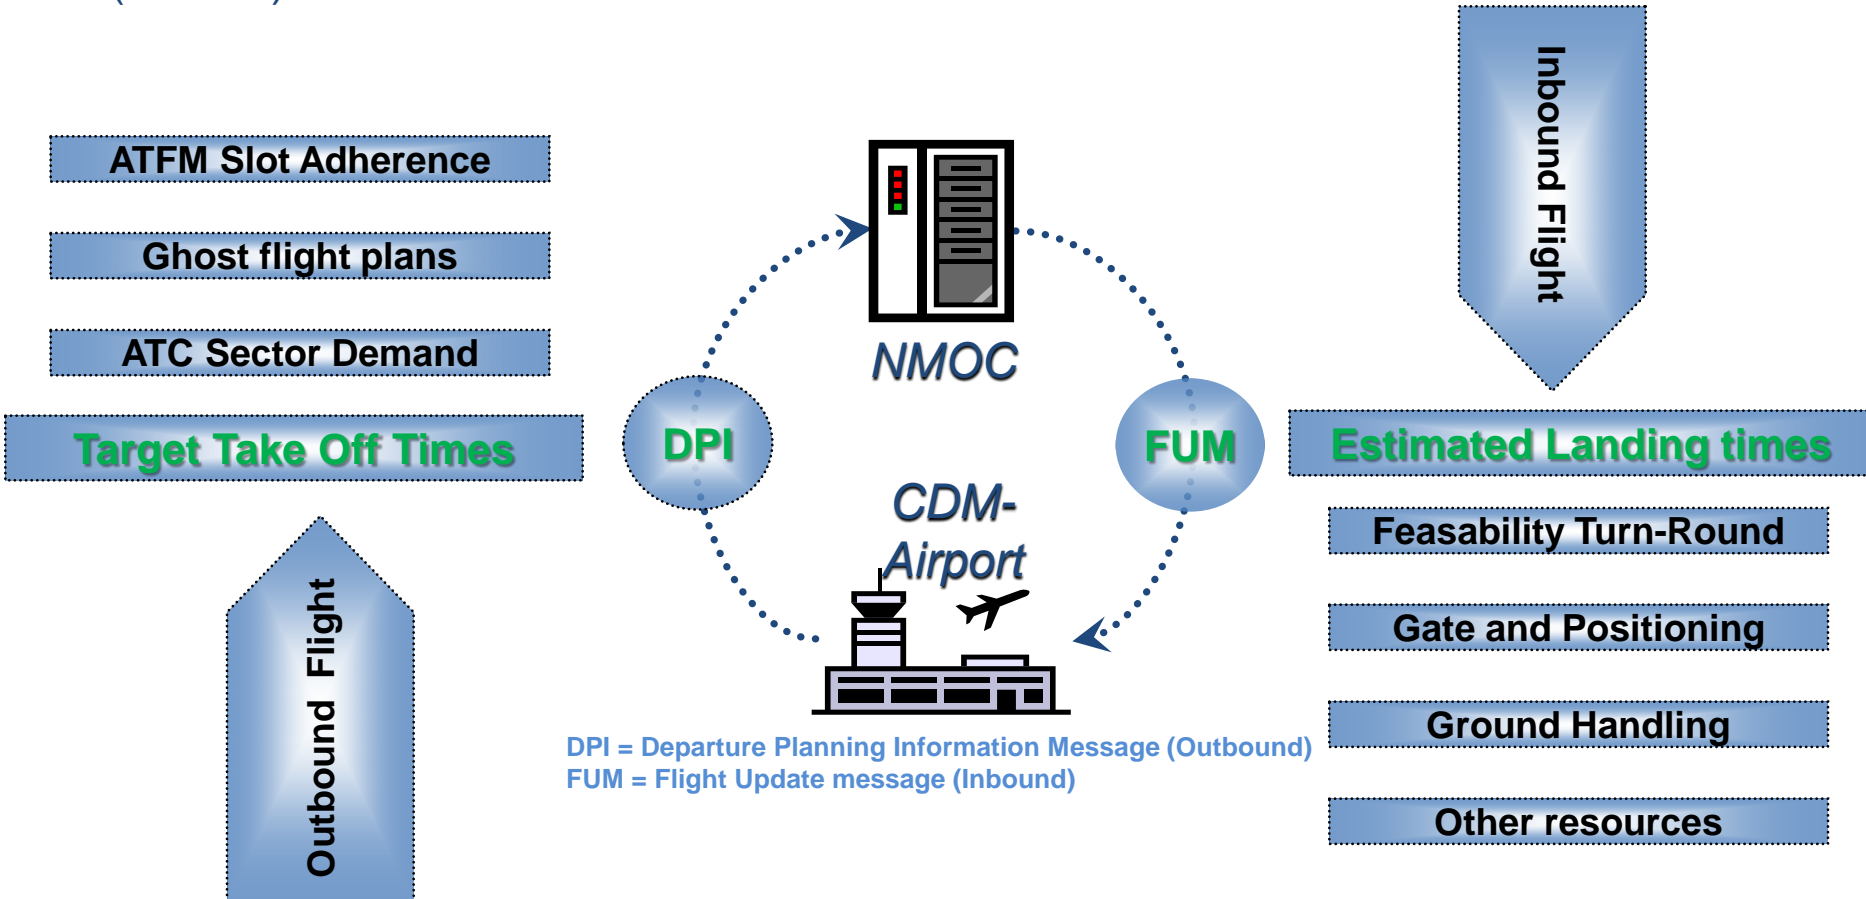 ATFM Slot Adherence
Ghost flight plans
ATC Sector Demand
Target Take Off Times
Outbound Flight
NMOC
DPI
FUM
CDM-
Airport
DPI = Departure Planning Information Message (Outbound)
FUM = Flight Update message (Inbound)
Inbound Flight
Estimated Landing times
Feasability Turn-Round
Gate and Positioning
Ground Handling
Other resources